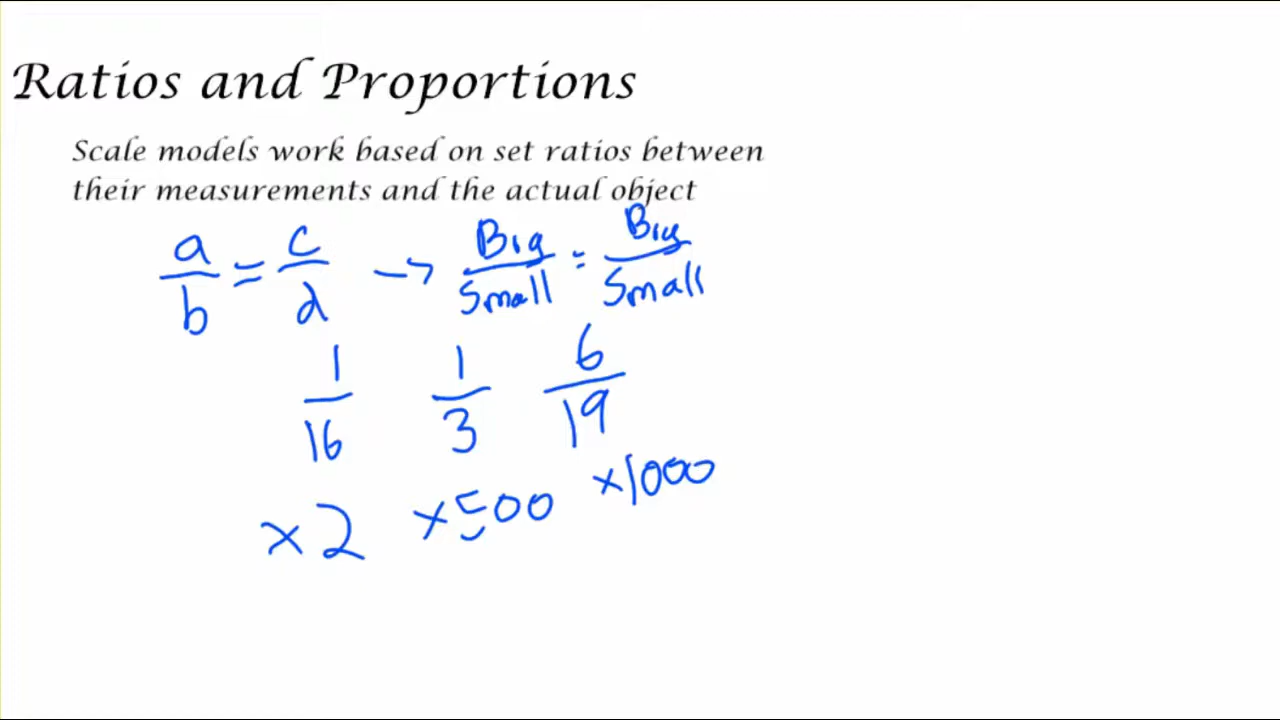 Ratios and Proportions
Scale models work based on set ratios between
their measurements and the actual object
a/b = c/d → Big/Small = Big/Small
1/16 1/3 6/19
×2 ×500 ×1000